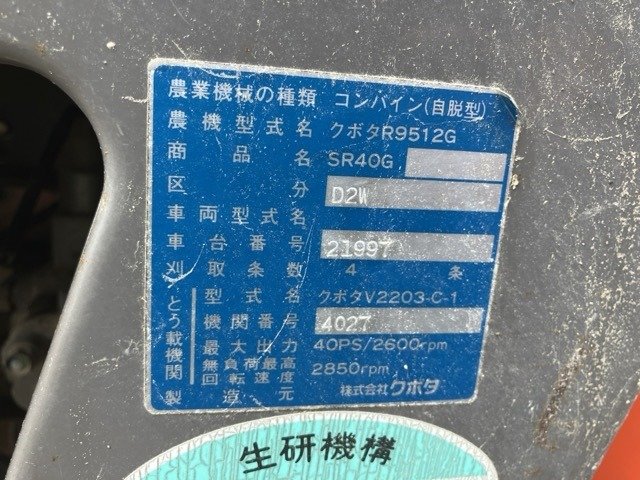 農業機械の種類 コンバイン(自脱型)
農機型式名 クボタR9512G
商品名 SR40G
区分 D2W
車両型式名
車台番号 21997
刈取条数 4条
とう載機関
型式名 クボタV2203-C-1
機関番号 4027
最大出力 40PS/2600rpm
無負荷最高回転速度 2850rpm
製造元 株式会社クボタ
生研機構